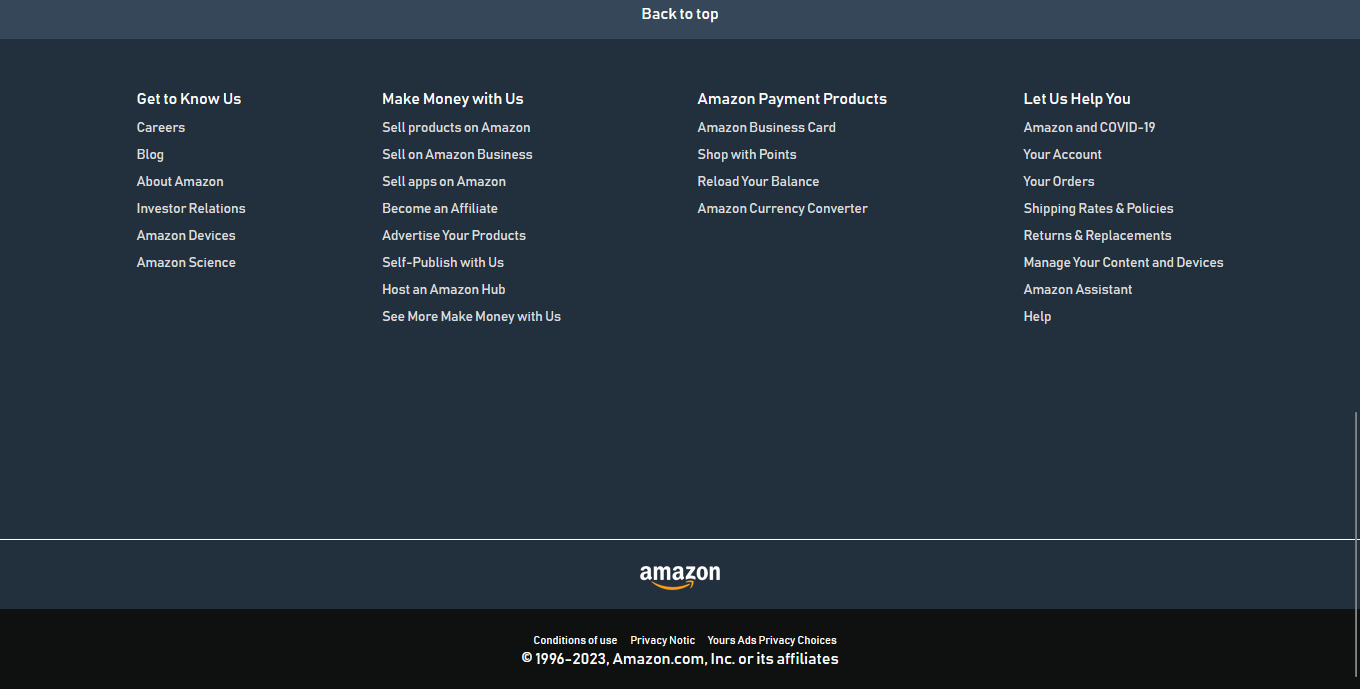 Back to top
Get to Know Us
Careers
Blog
About Amazon
Investor Relations
Amazon Devices
Amazon Science
Make Money with Us
Sell products on Amazon
Sell on Amazon Business
Sell apps on Amazon
Become an Affiliate
Advertise Your Products
Self-Publish with Us
Host an Amazon Hub
See More Make Money with Us
Amazon Payment Products
Amazon Business Card
Shop with Points
Reload Your Balance
Amazon Currency Converter
Let Us Help You
Amazon and COVID-19
Your Account
Your Orders
Shipping Rates & Policies
Returns & Replacements
Manage Your Content and Devices
Amazon Assistant
Help
amazon
Conditions of use Privacy Notic Yours Ads Privacy Choices
© 1996-2023, Amazon.com, Inc. or its affiliates